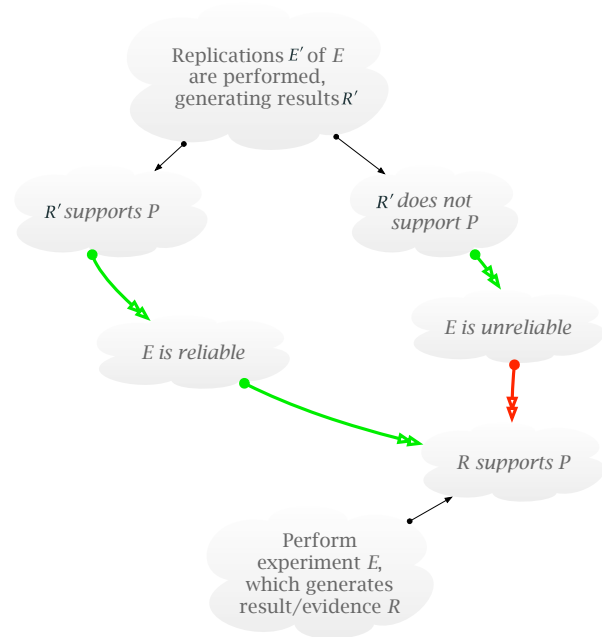 Replications E′ of E
are performed,
generating results R′
R′ supports P
R′ does not
support P
E is reliable
E is unreliable
R supports P
Perform
experiment E,
which generates
result/evidence R